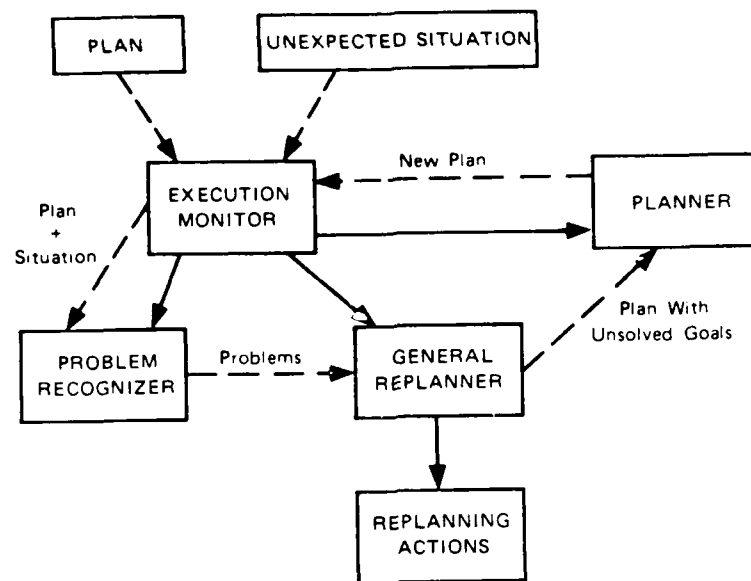 PLAN
UNEXPECTED SITUATION
New Plan
EXECUTION
MONITOR
PLANNER
Plan
+
Situation
Plan With
Unsolved Goals
PROBLEM
RECOGNIZER
Problems
GENERAL
REPLANNER
REPLANNING
ACTIONS